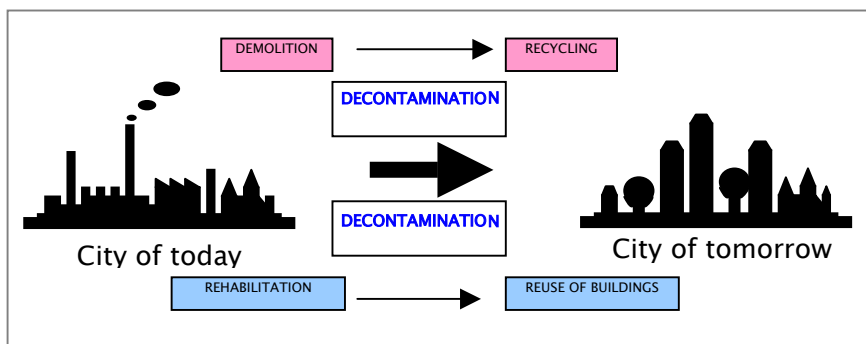 DEMOLITION
RECYCLING
DECONTAMINATION
DECONTAMINATION
City of today
City of tomorrow
REHABILITATION
REUSE OF BUILDINGS